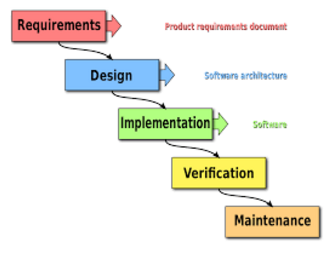 Requirements
Product requirements document
Design
Software architecture
Implementation
Software
Verification
Maintenance